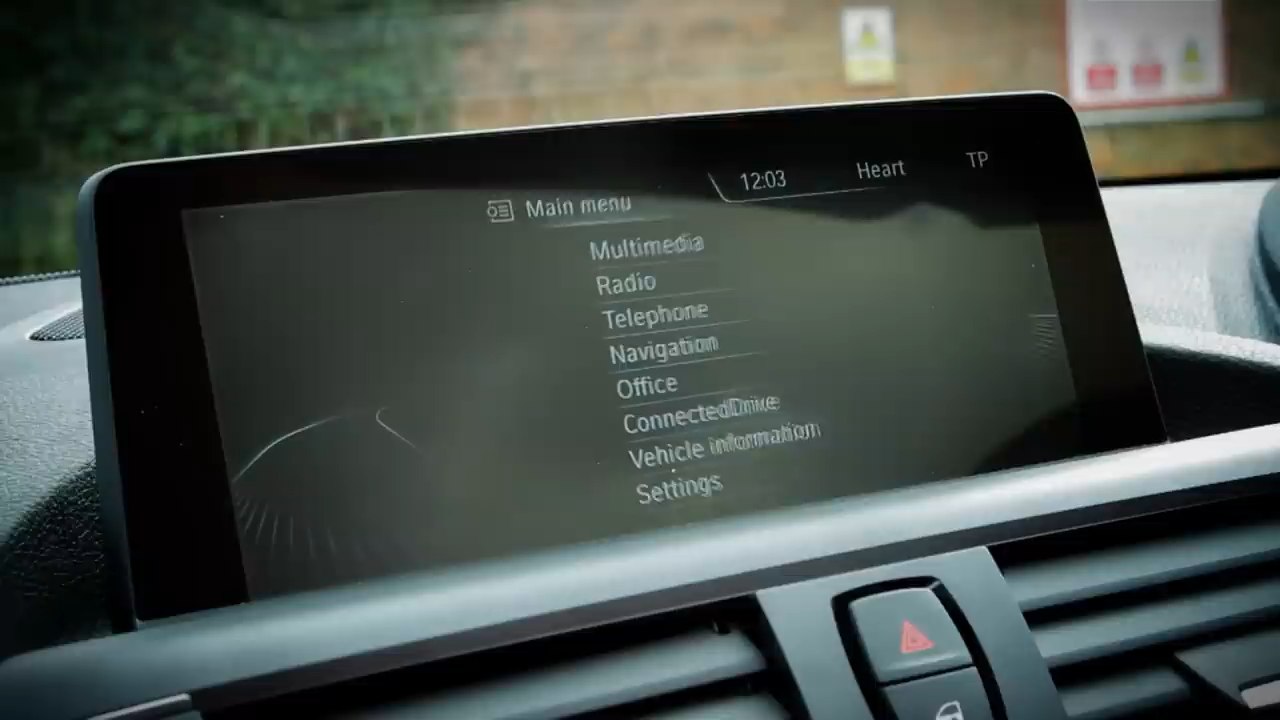 12:03 Heart TP
Main menu
Multimedia
Radio
Telephone
Navigation
Office
ConnectedDrive
Vehicle information
Settings